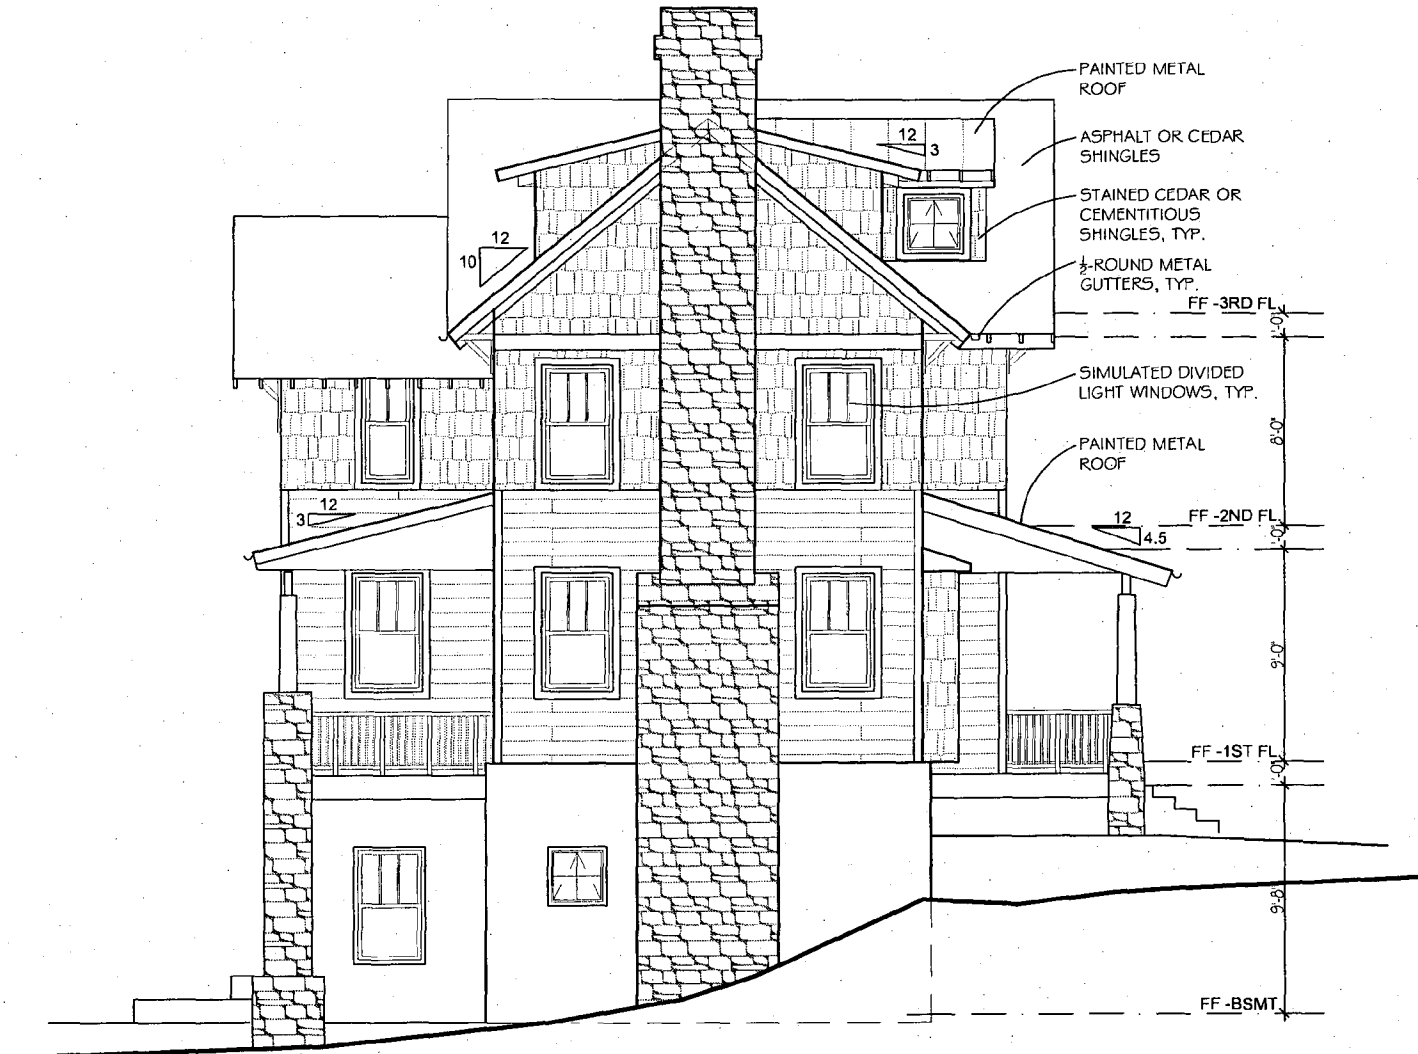 PAINTED METAL
ROOF
12
3
ASPHALT OR CEDAR
SHINGLES
STAINED CEDAR OR
CEMENTITIOUS
SHINGLES, TYP.
12
10
½-ROUND METAL
GUTTERS, TYP.
FF -3RD FL
1'-0"
SIMULATED DIVIDED
LIGHT WINDOWS, TYP.
8'-0"
PAINTED METAL
ROOF
12
3
FF -2ND FL
12
4.5
1'-0"
9'-0"
FF -1ST FL
1'-0"
9'-8"
FF -BSMT